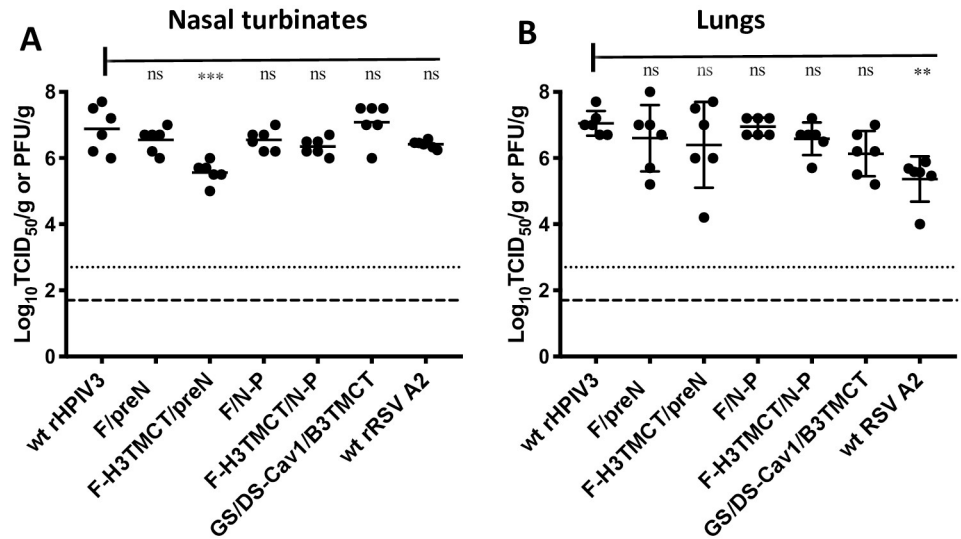 A
Nasal turbinates
ns
***
ns
ns
ns
ns
Log10TCID50/g or PFU/g
8
6
4
2
0
wt rHPIV3
F/preN
F-H3TMCT/preN
F/N-P
F-H3TMCT/N-P
GS/DS-Cav1/B3TMCT
wt rRSV A2
B
Lungs
ns
ns
ns
ns
ns
**
Log10TCID50/g or PFU/g
8
6
4
2
0
wt rHPIV3
F/preN
F-H3TMCT/preN
F/N-P
F-H3TMCT/N-P
GS/DS-Cav1/B3TMCT
wt RSV A2